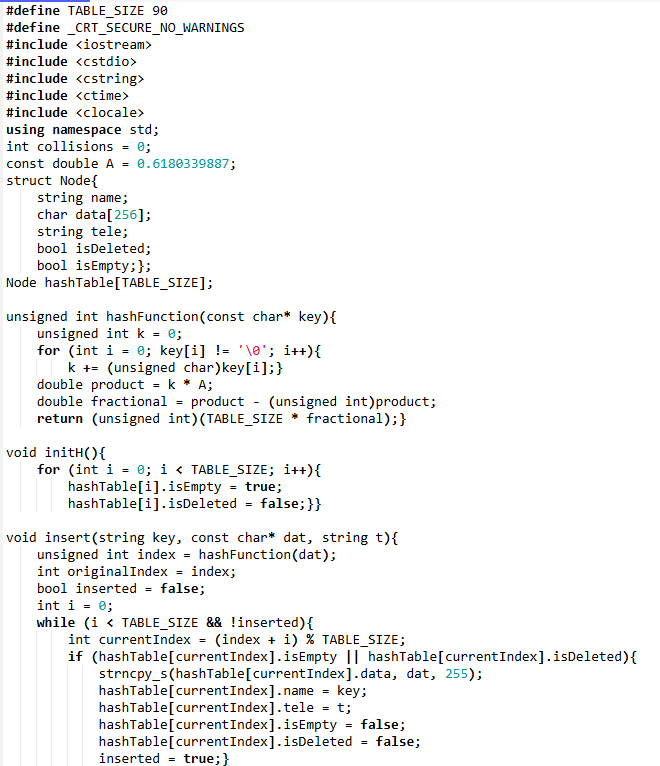 #define TABLE_SIZE 90
#define _CRT_SECURE_NO_WARNINGS
#include <iostream>
#include <cstdio>
#include <cstring>
#include <ctime>
#include <clocale>
using namespace std;
int collisions = 0;
const double A = 0.6180339887;
struct Node{
    string name;
    char data[256];
    string tele;
    bool isDeleted;
    bool isEmpty;};
Node hashTable[TABLE_SIZE];

unsigned int hashFunction(const char* key){
    unsigned int k = 0;
    for (int i = 0; key[i] != '\0'; i++){
        k += (unsigned char)key[i];}
    double product = k * A;
    double fractional = product - (unsigned int)product;
    return (unsigned int)(TABLE_SIZE * fractional);}

void initH(){
    for (int i = 0; i < TABLE_SIZE; i++){
        hashTable[i].isEmpty = true;
        hashTable[i].isDeleted = false;}}

void insert(string key, const char* dat, string t){
    unsigned int index = hashFunction(dat);
    int originalIndex = index;
    bool inserted = false;
    int i = 0;
    while (i < TABLE_SIZE && !inserted){
        int currentIndex = (index + i) % TABLE_SIZE;
        if (hashTable[currentIndex].isEmpty || hashTable[currentIndex].isDeleted){
            strncpy_s(hashTable[currentIndex].data, dat, 255);
            hashTable[currentIndex].name = key;
            hashTable[currentIndex].tele = t;
            hashTable[currentIndex].isEmpty = false;
            hashTable[currentIndex].isDeleted = false;
            inserted = true;}